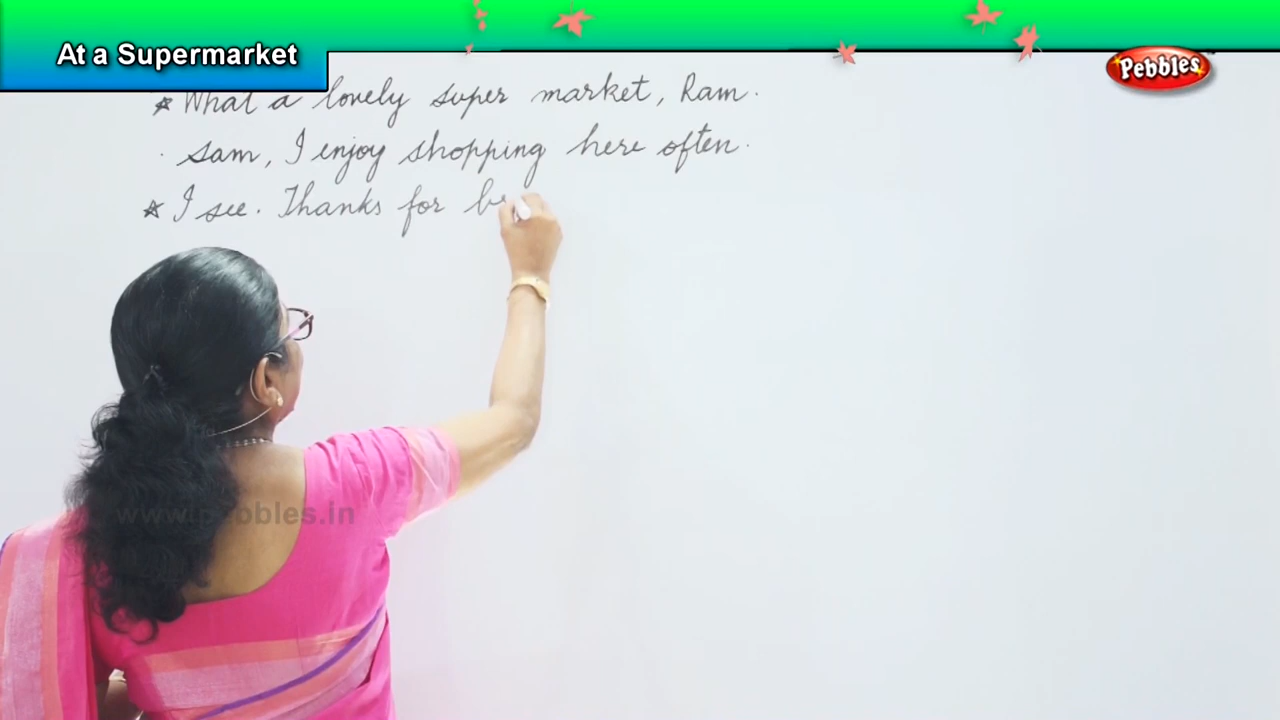 At a Supermarket
Pebbles
* What a lovely super market, Ram.
. Sam, I enjoy shopping here often.
* I see. Thanks for
www.pebbles.in